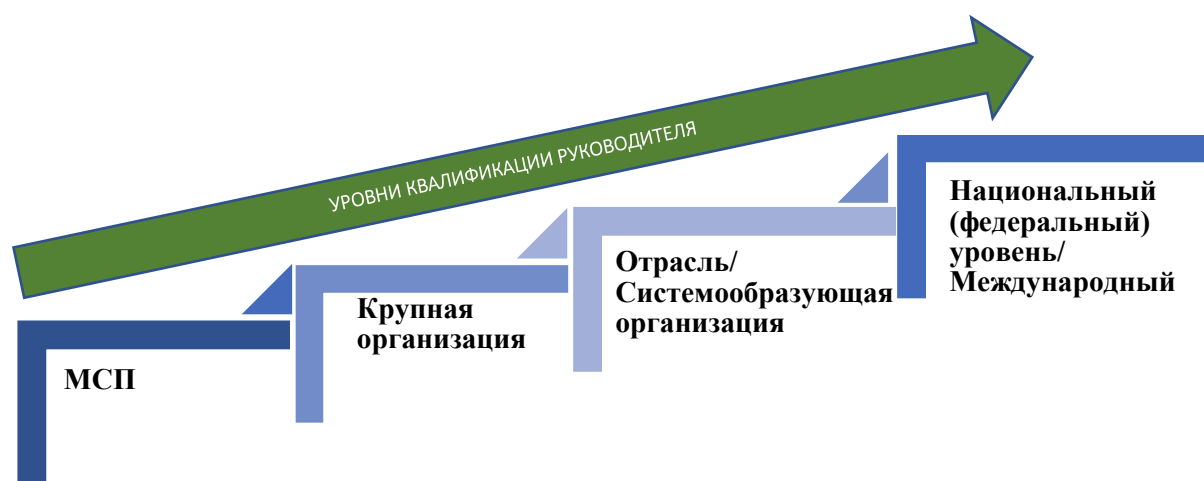 УРОВНИ КВАЛИФИКАЦИИ РУКОВОДИТЕЛЯ
МСП
Крупная
организация
Отрасль/
Системообразующая
организация
Национальный
(федеральный)
уровень/
Международный